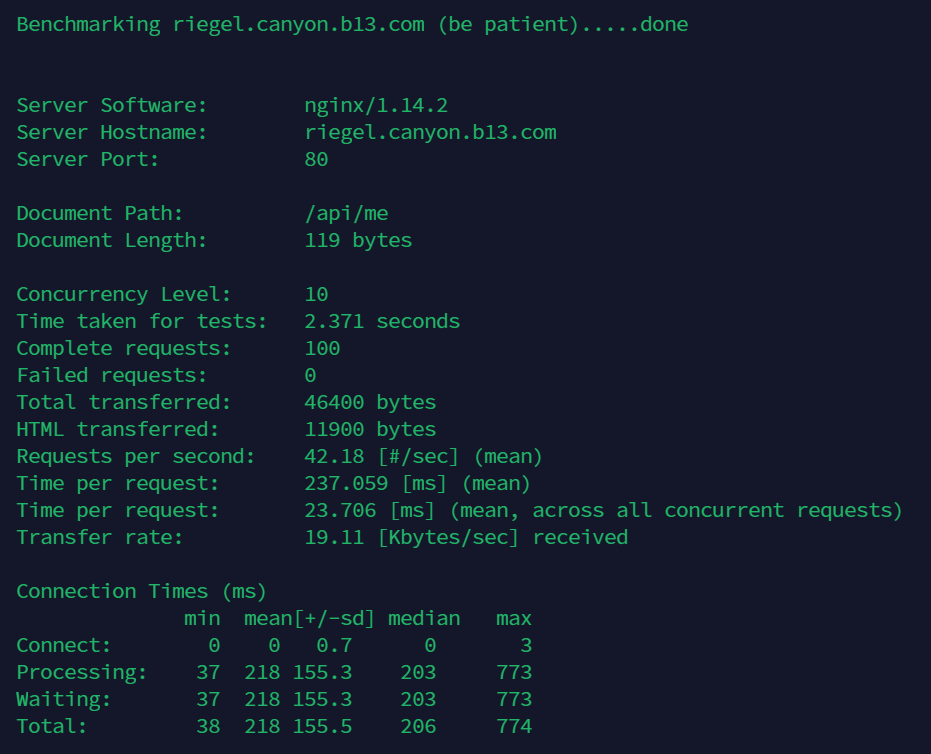 Benchmarking riegel.canyon.b13.com (be patient).....done
Server Software: nginx/1.14.2
Server Hostname: riegel.canyon.b13.com
Server Port: 80
Document Path: /api/me
Document Length: 119 bytes
Concurrency Level: 10
Time taken for tests: 2.371 seconds
Complete requests: 100
Failed requests: 0
Total transferred: 46400 bytes
HTML transferred: 11900 bytes
Requests per second: 42.18 [#/sec] (mean)
Time per request: 237.059 [ms] (mean)
Time per request: 23.706 [ms] (mean, across all concurrent requests)
Transfer rate: 19.11 [Kbytes/sec] received
Connection Times (ms)
min mean[+/-sd] median max
Connect: 0 0 0.7 0 3
Processing: 37 218 155.3 203 773
Waiting: 37 218 155.3 203 773
Total: 38 218 155.5 206 774